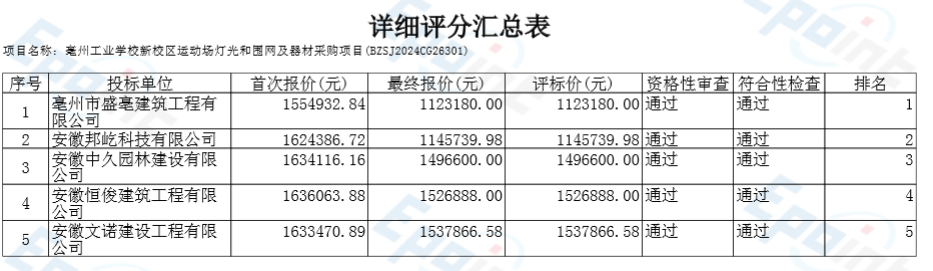 详细评分汇总表
项目名称：亳州工业学校新校区运动场灯光和围网及器材采购项目(BZSJ2024CG26301)
序号 投标单位 首次报价(元) 最终报价(元) 评标价(元) 资格性审查 符合性检查 排名
1 亳州市盛亳建筑工程有限公司 1554932.84 1123180.00 1123180.00 通过 通过 1
2 安徽邦屹科技有限公司 1624386.72 1145739.98 1145739.98 通过 通过 2
3 安徽中久园林建设有限公司 1634116.16 1496600.00 1496600.00 通过 通过 3
4 安徽恒俊建筑工程有限公司 1636063.88 1526888.00 1526888.00 通过 通过 4
5 安徽文诺建设工程有限公司 1633470.89 1537866.58 1537866.58 通过 通过 5
Epoint